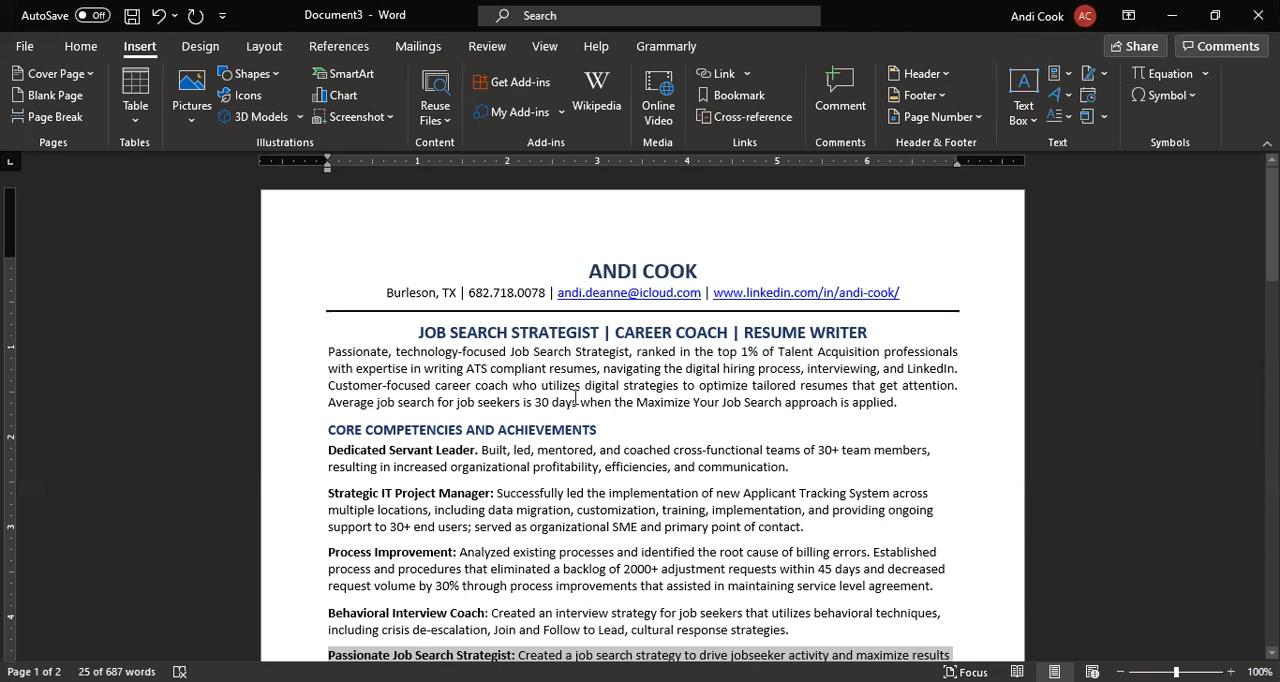 AutoSave Off Document3 - Word Search Andi Cook AC
File Home Insert Design Layout References Mailings Review View Help Grammarly Share Comments
Cover Page
Blank Page
Page Break
Pages
Table
Tables
Pictures
Shapes
Icons
3D Models
SmartArt
Chart
Screenshot
Illustrations
Reuse
Files
Content
Get Add-ins
My Add-ins
Wikipedia
Add-ins
Online
Video
Media
Link
Bookmark
Cross-reference
Links
Comment
Comments
Header
Footer
Page Number
Header & Footer
Text
Box
Text
Equation
Symbol
Symbols
1 2 3 4 5 6
ANDI COOK
Burleson, TX | 682.718.0078 | andi.deanne@icloud.com | www.linkedin.com/in/andi-cook/
JOB SEARCH STRATEGIST | CAREER COACH | RESUME WRITER
Passionate, technology-focused Job Search Strategist, ranked in the top 1% of Talent Acquisition professionals
with expertise in writing ATS compliant resumes, navigating the digital hiring process, interviewing, and LinkedIn.
Customer-focused career coach who utilizes digital strategies to optimize tailored resumes that get attention.
Average job search for job seekers is 30 days when the Maximize Your Job Search approach is applied.
CORE COMPETENCIES AND ACHIEVEMENTS
Dedicated Servant Leader. Built, led, mentored, and coached cross-functional teams of 30+ team members,
resulting in increased organizational profitability, efficiencies, and communication.
Strategic IT Project Manager: Successfully led the implementation of new Applicant Tracking System across
multiple locations, including data migration, customization, training, implementation, and providing ongoing
support to 30+ end users; served as organizational SME and primary point of contact.
Process Improvement: Analyzed existing processes and identified the root cause of billing errors. Established
process and procedures that eliminated a backlog of 2000+ adjustment requests within 45 days and decreased
request volume by 30% through process improvements that assisted in maintaining service level agreement.
Behavioral Interview Coach: Created an interview strategy for job seekers that utilizes behavioral techniques,
including crisis de-escalation, Join and Follow to Lead, cultural response strategies.
Passionate Job Search Strategist: Created a job search strategy to drive jobseeker activity and maximize results
1
2
3
4
Page 1 of 2 25 of 687 words Focus 100%